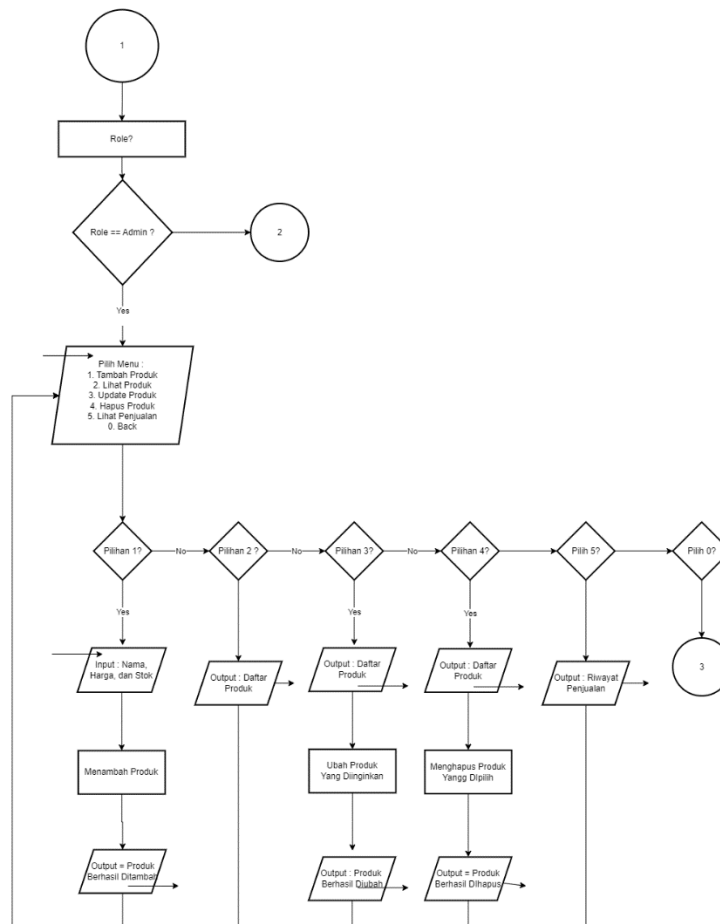 1
Role?
Role == Admin ?
2
Yes
Pilih Menu :
1. Tambah Produk
2. Lihat Produk
3. Update Produk
4. Hapus Produk
5. Lihat Penjualan
0. Back
Pilihan 1?
No
Pilihan 2 ?
No
Pilihan 3?
No
Pilihan 4?
Pilih 5?
Pilih 0?
Yes
Yes
Yes
Input : Nama,
Harga, dan Stok
Output : Daftar
Produk
Output : Daftar
Produk
Output : Daftar
Produk
Output : Riwayat
Penjualan
3
Menambah Produk
Ubah Produk
Yang Diinginkan
Menghapus Produk
Yangg DIpilih
Output = Produk
Berhasil Ditambah
Output : Produk
Berhasil Diubah
Output = Produk
Berhasil DIhapus